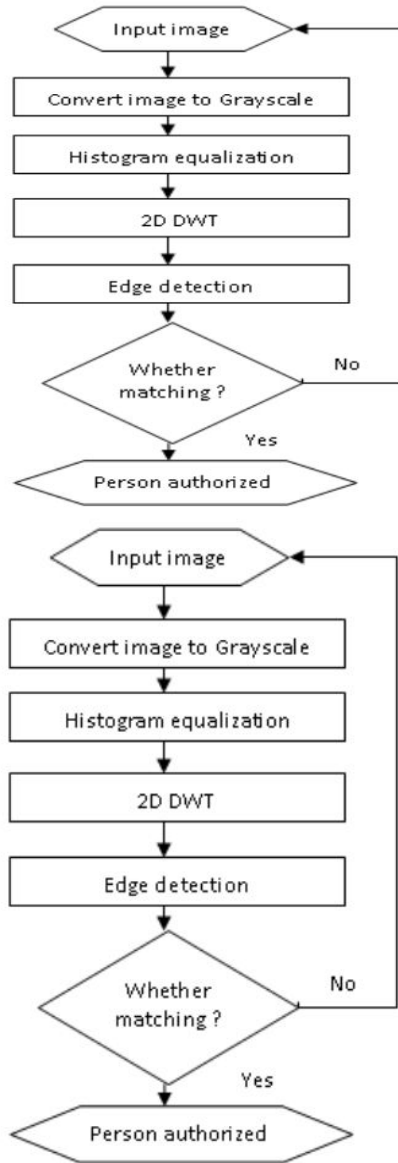 Input image
Convert image to Grayscale
Histogram equalization
2D DWT
Edge detection
Whether
matching ?
No
Yes
Person authorized
Input image
Convert image to Grayscale
Histogram equalization
2D DWT
Edge detection
Whether
matching ?
No
Yes
Person authorized